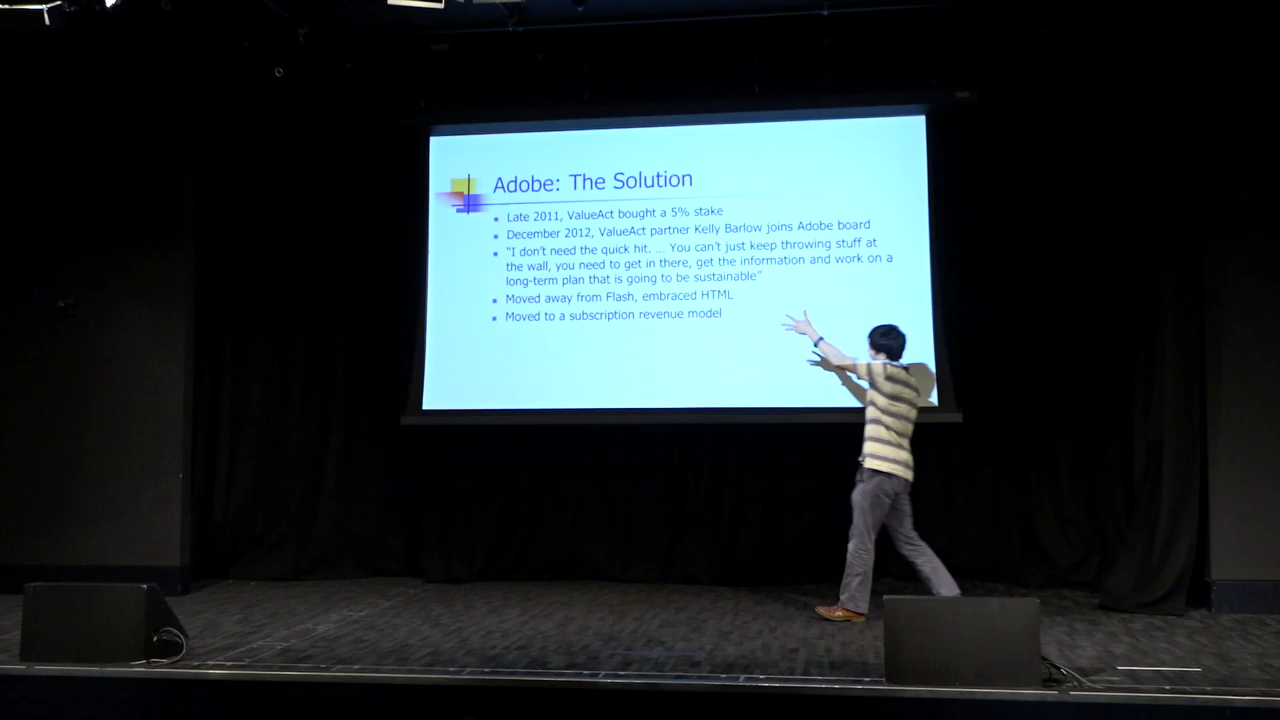 Adobe: The Solution
Late 2011, ValueAct bought a 5% stake
December 2012, ValueAct partner Kelly Barlow joins Adobe board
“I don’t need the quick hit. … You can’t just keep throwing stuff at
the wall, you need to get in there, get the information and work on a
long-term plan that is going to be sustainable”
Moved away from Flash, embraced HTML
Moved to a subscription revenue model